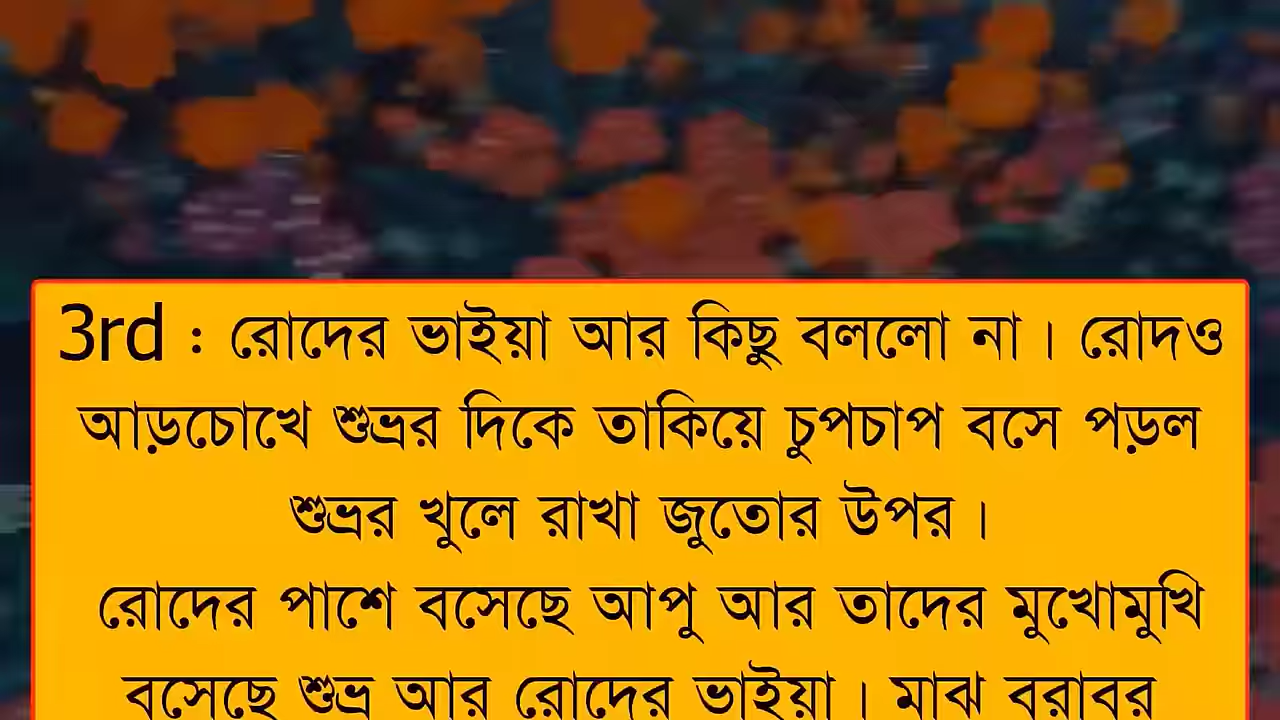 3rd : রোদের ভাইয়া আর কিছু বললো না। রোদও
আড়চোখে শুভ্রর দিকে তাকিয়ে চুপচাপ বসে পড়ল
শুভ্রর খুলে রাখা জুতোর উপর।
রোদের পাশে বসেছে আপু আর তাদের মুখোমুখি
বসেছে শুভ্র আর রোদের ভাইয়া। মাঝ বরাবর